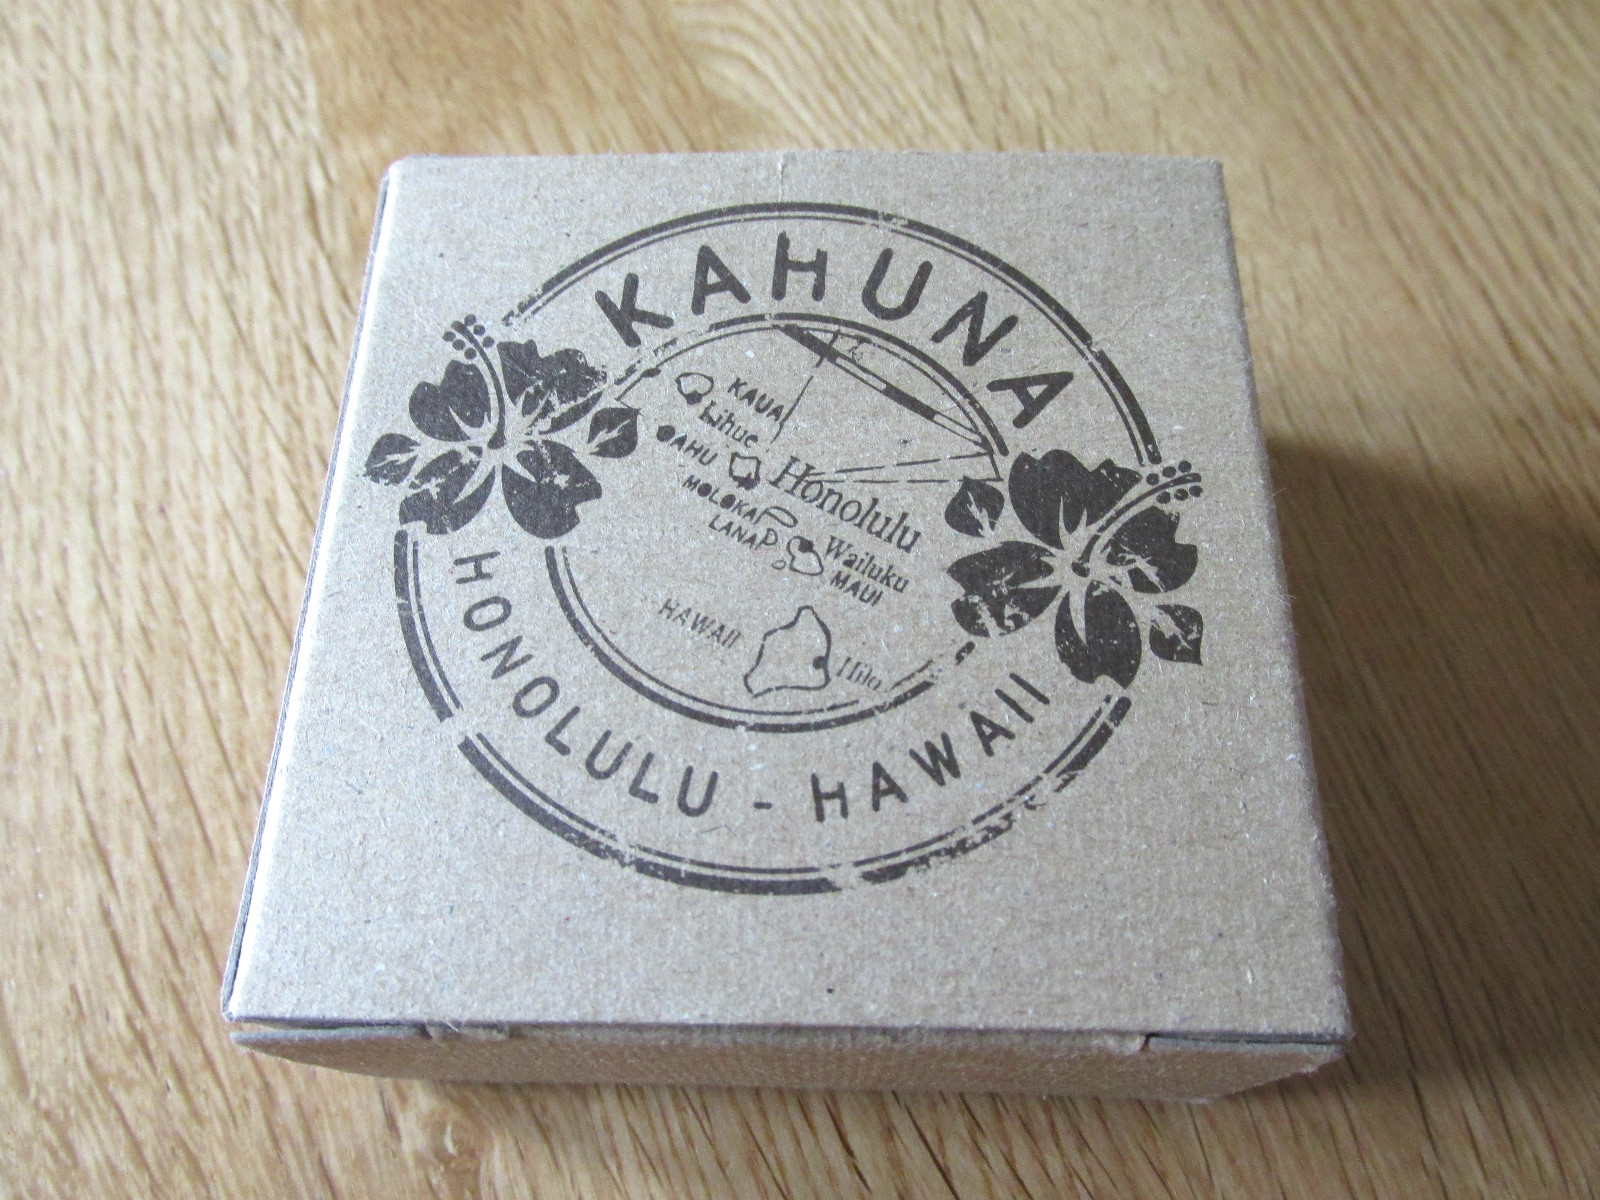 KAHUNA
KAUAI
Lihue
OAHU
Honolulu
MOLOKAI
LANAI
Wailuku
MAUI
HAWAII
Hilo
HONOLULU - HAWAII